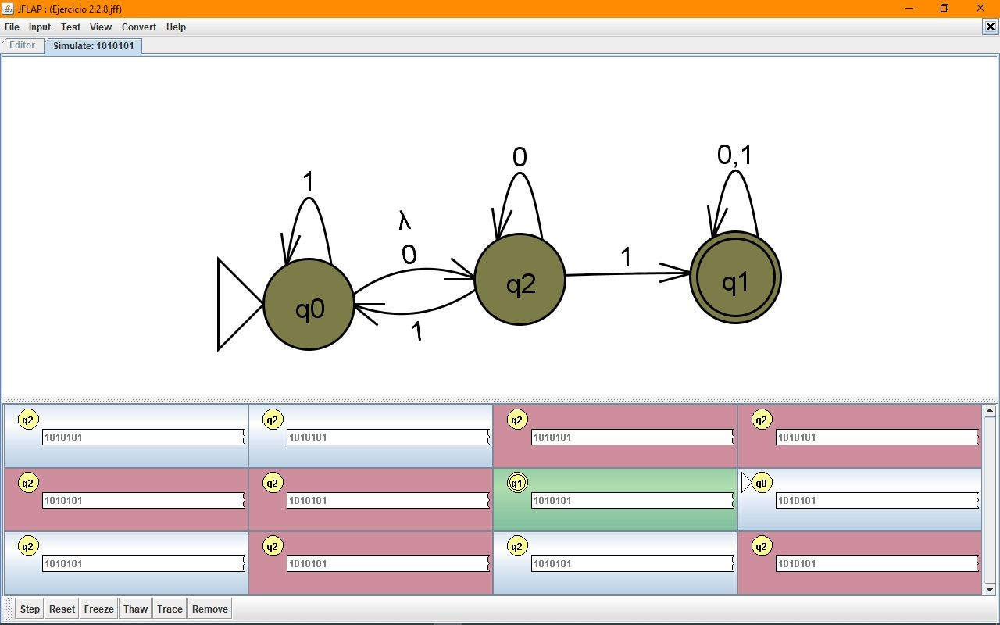 JFLAP : (Ejercicio 2.2.8.jff)
File Input Test View Convert Help
Editor Simulate: 1010101
0 0,1
1
λ
0
1
q2 q1
q0
1
q2 q2 q2 q2
1010101 1010101 1010101 1010101
q2 q2 q1 q0
1010101 1010101 1010101 1010101
q2 q2 q2 q2
1010101 1010101 1010101 1010101
Step Reset Freeze Thaw Trace Remove